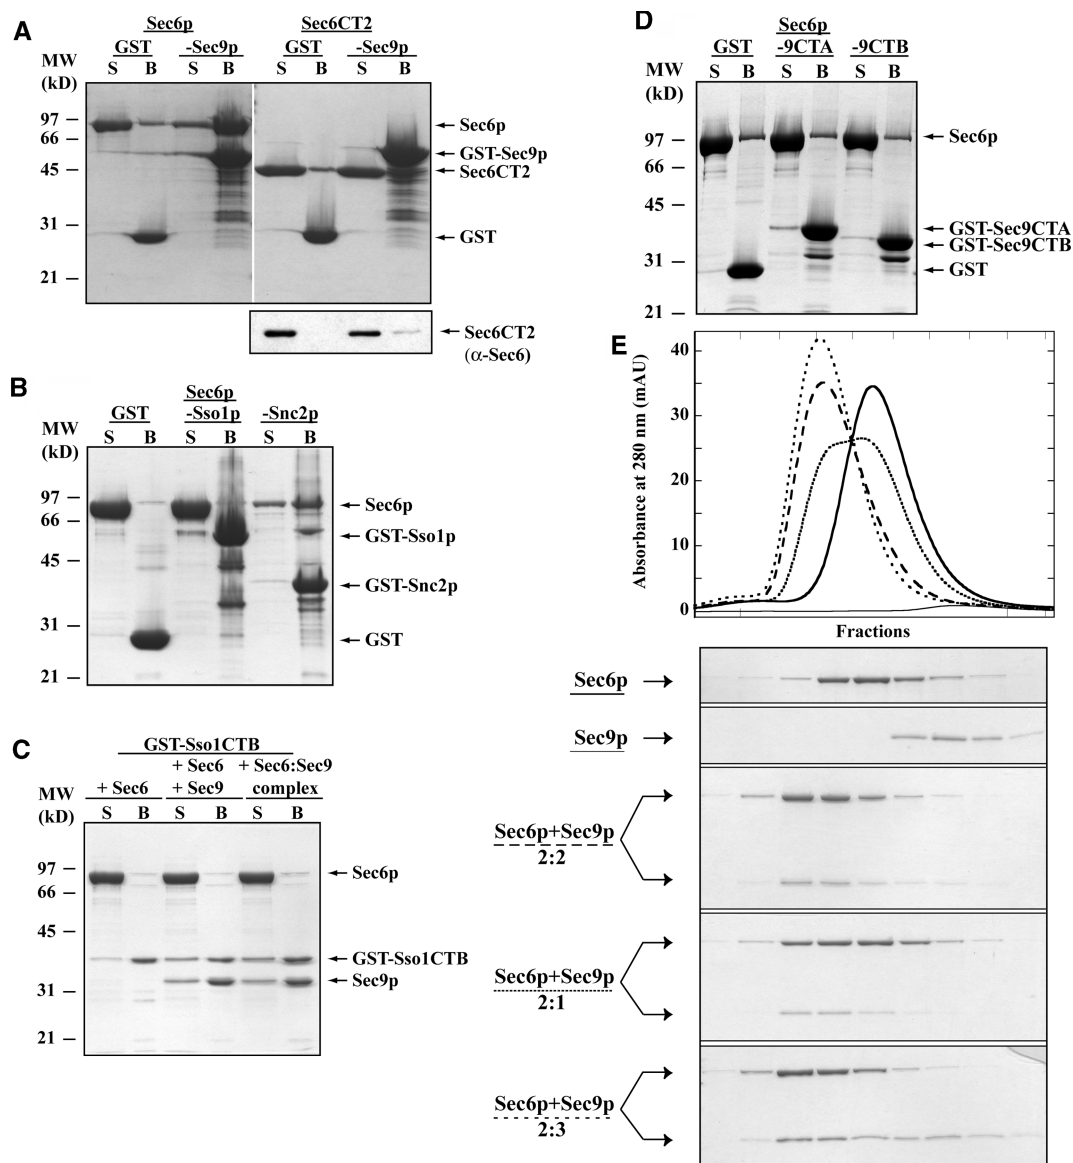 A
Sec6p
Sec6CT2
GST
-Sec9p
GST
-Sec9p
MW
(kD)
S
B
S
B
S
B
S
B
97
66
45
31
21
Sec6p
GST-Sec9p
Sec6CT2
GST
Sec6CT2
(α-Sec6)
B
Sec6p
GST
-Sso1p
-Snc2p
MW
(kD)
S
B
S
B
S
B
97
66
45
31
21
Sec6p
GST-Sso1p
GST-Snc2p
GST
C
GST-Sso1CTB
+ Sec6
+ Sec6
+ Sec9
+ Sec6:Sec9
complex
MW
(kD)
S
B
S
B
S
B
97
66
45
31
21
Sec6p
GST-Sso1CTB
Sec9p
D
Sec6p
GST
-9CTA
-9CTB
MW
(kD)
S
B
S
B
S
B
97
66
45
31
21
Sec6p
GST-Sec9CTA
GST-Sec9CTB
GST
E
Absorbance at 280 nm (mAU)
40
30
20
10
0
Fractions
Sec6p
Sec9p
Sec6p+Sec9p
2:2
Sec6p+Sec9p
2:1
Sec6p+Sec9p
2:3